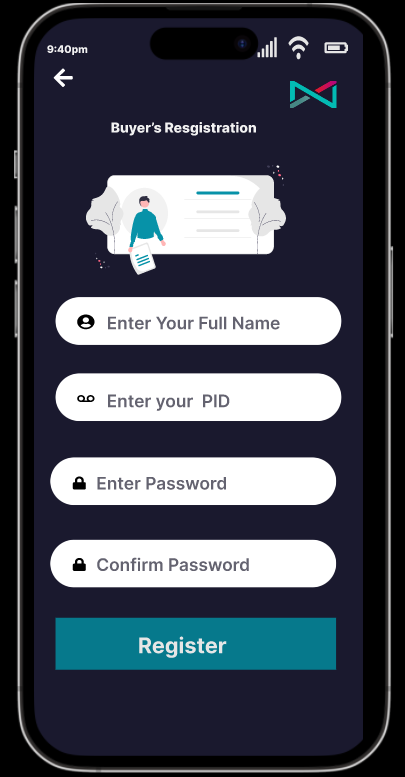 9:40pm
Buyer's Resgistration
Enter Your Full Name
Enter your PID
Enter Password
Confirm Password
Register